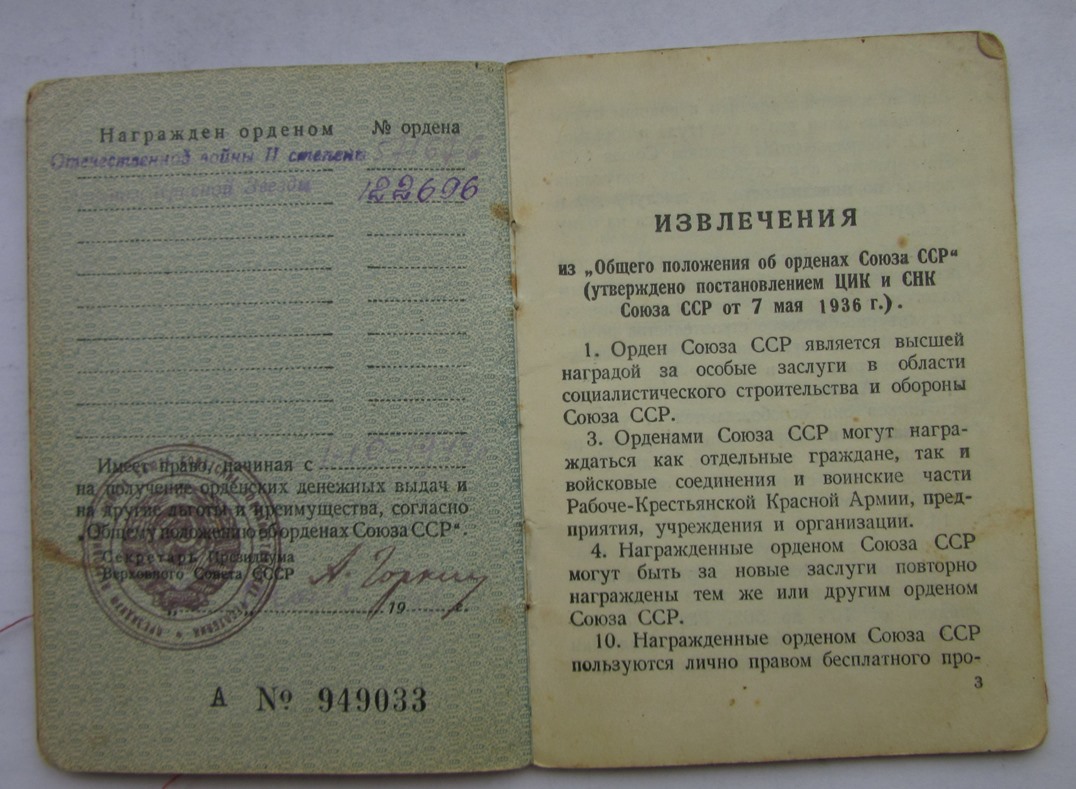 Награжден орденом № ордена
Отечественной войны II степени
Красной Звезды 122696
Имеет право, начиная с
на получение орденских денежных выдач и
на другие льготы и преимущества, согласно
„Общему положению об орденах Союза ССР“.
Секретарь Президиума
Верховного Совета СССР А. Горкин
19 г.
А № 949033
ИЗВЛЕЧЕНИЯ
из „Общего положения об орденах Союза ССР“
(утверждено постановлением ЦИК и СНК
Союза ССР от 7 мая 1936 г.).
1. Орден Союза ССР является высшей
наградой за особые заслуги в области
социалистического строительства и обороны
Союза ССР.
3. Орденами Союза ССР могут награ-
ждаться как отдельные граждане, так и
войсковые соединения и воинские части
Рабоче-Крестьянской Красной Армии, пред-
приятия, учреждения и организации.
4. Награжденные орденом Союза ССР
могут быть за новые заслуги повторно
награждены тем же или другим орденом
Союза ССР.
10. Награжденные орденом Союза ССР
пользуются лично правом бесплатного про-
3